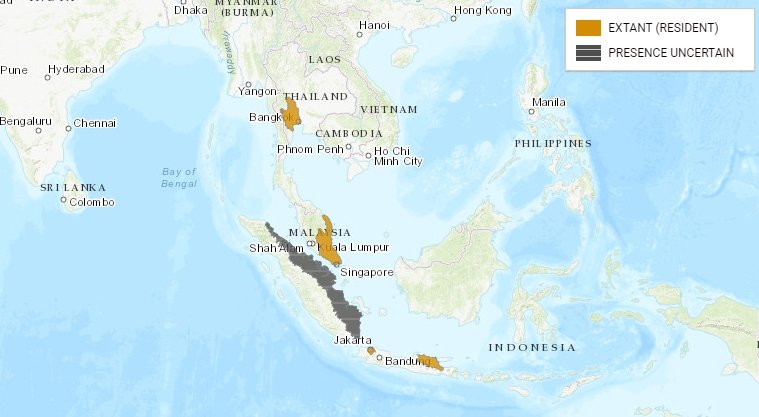 MYANMAR
(BURMA)
Dhaka
Hong Kong
Hanoi
EXTANT (RESIDENT)
PRESENCE UNCERTAIN
Irrawaddy
LAOS
Pune
Hyderabad
Yangon
THAILAND
VIETNAM
Manila
Bengaluru
Chennai
Bangkok
CAMBODIA
PHILIPPINES
Phnom Penh
Ho Chi
Minh City
Bay of
Bengal
SRI LANKA
Colombo
MALAYSIA
Shah Alam
Kuala Lumpur
Singapore
Jakarta
INDONESIA
Bandung